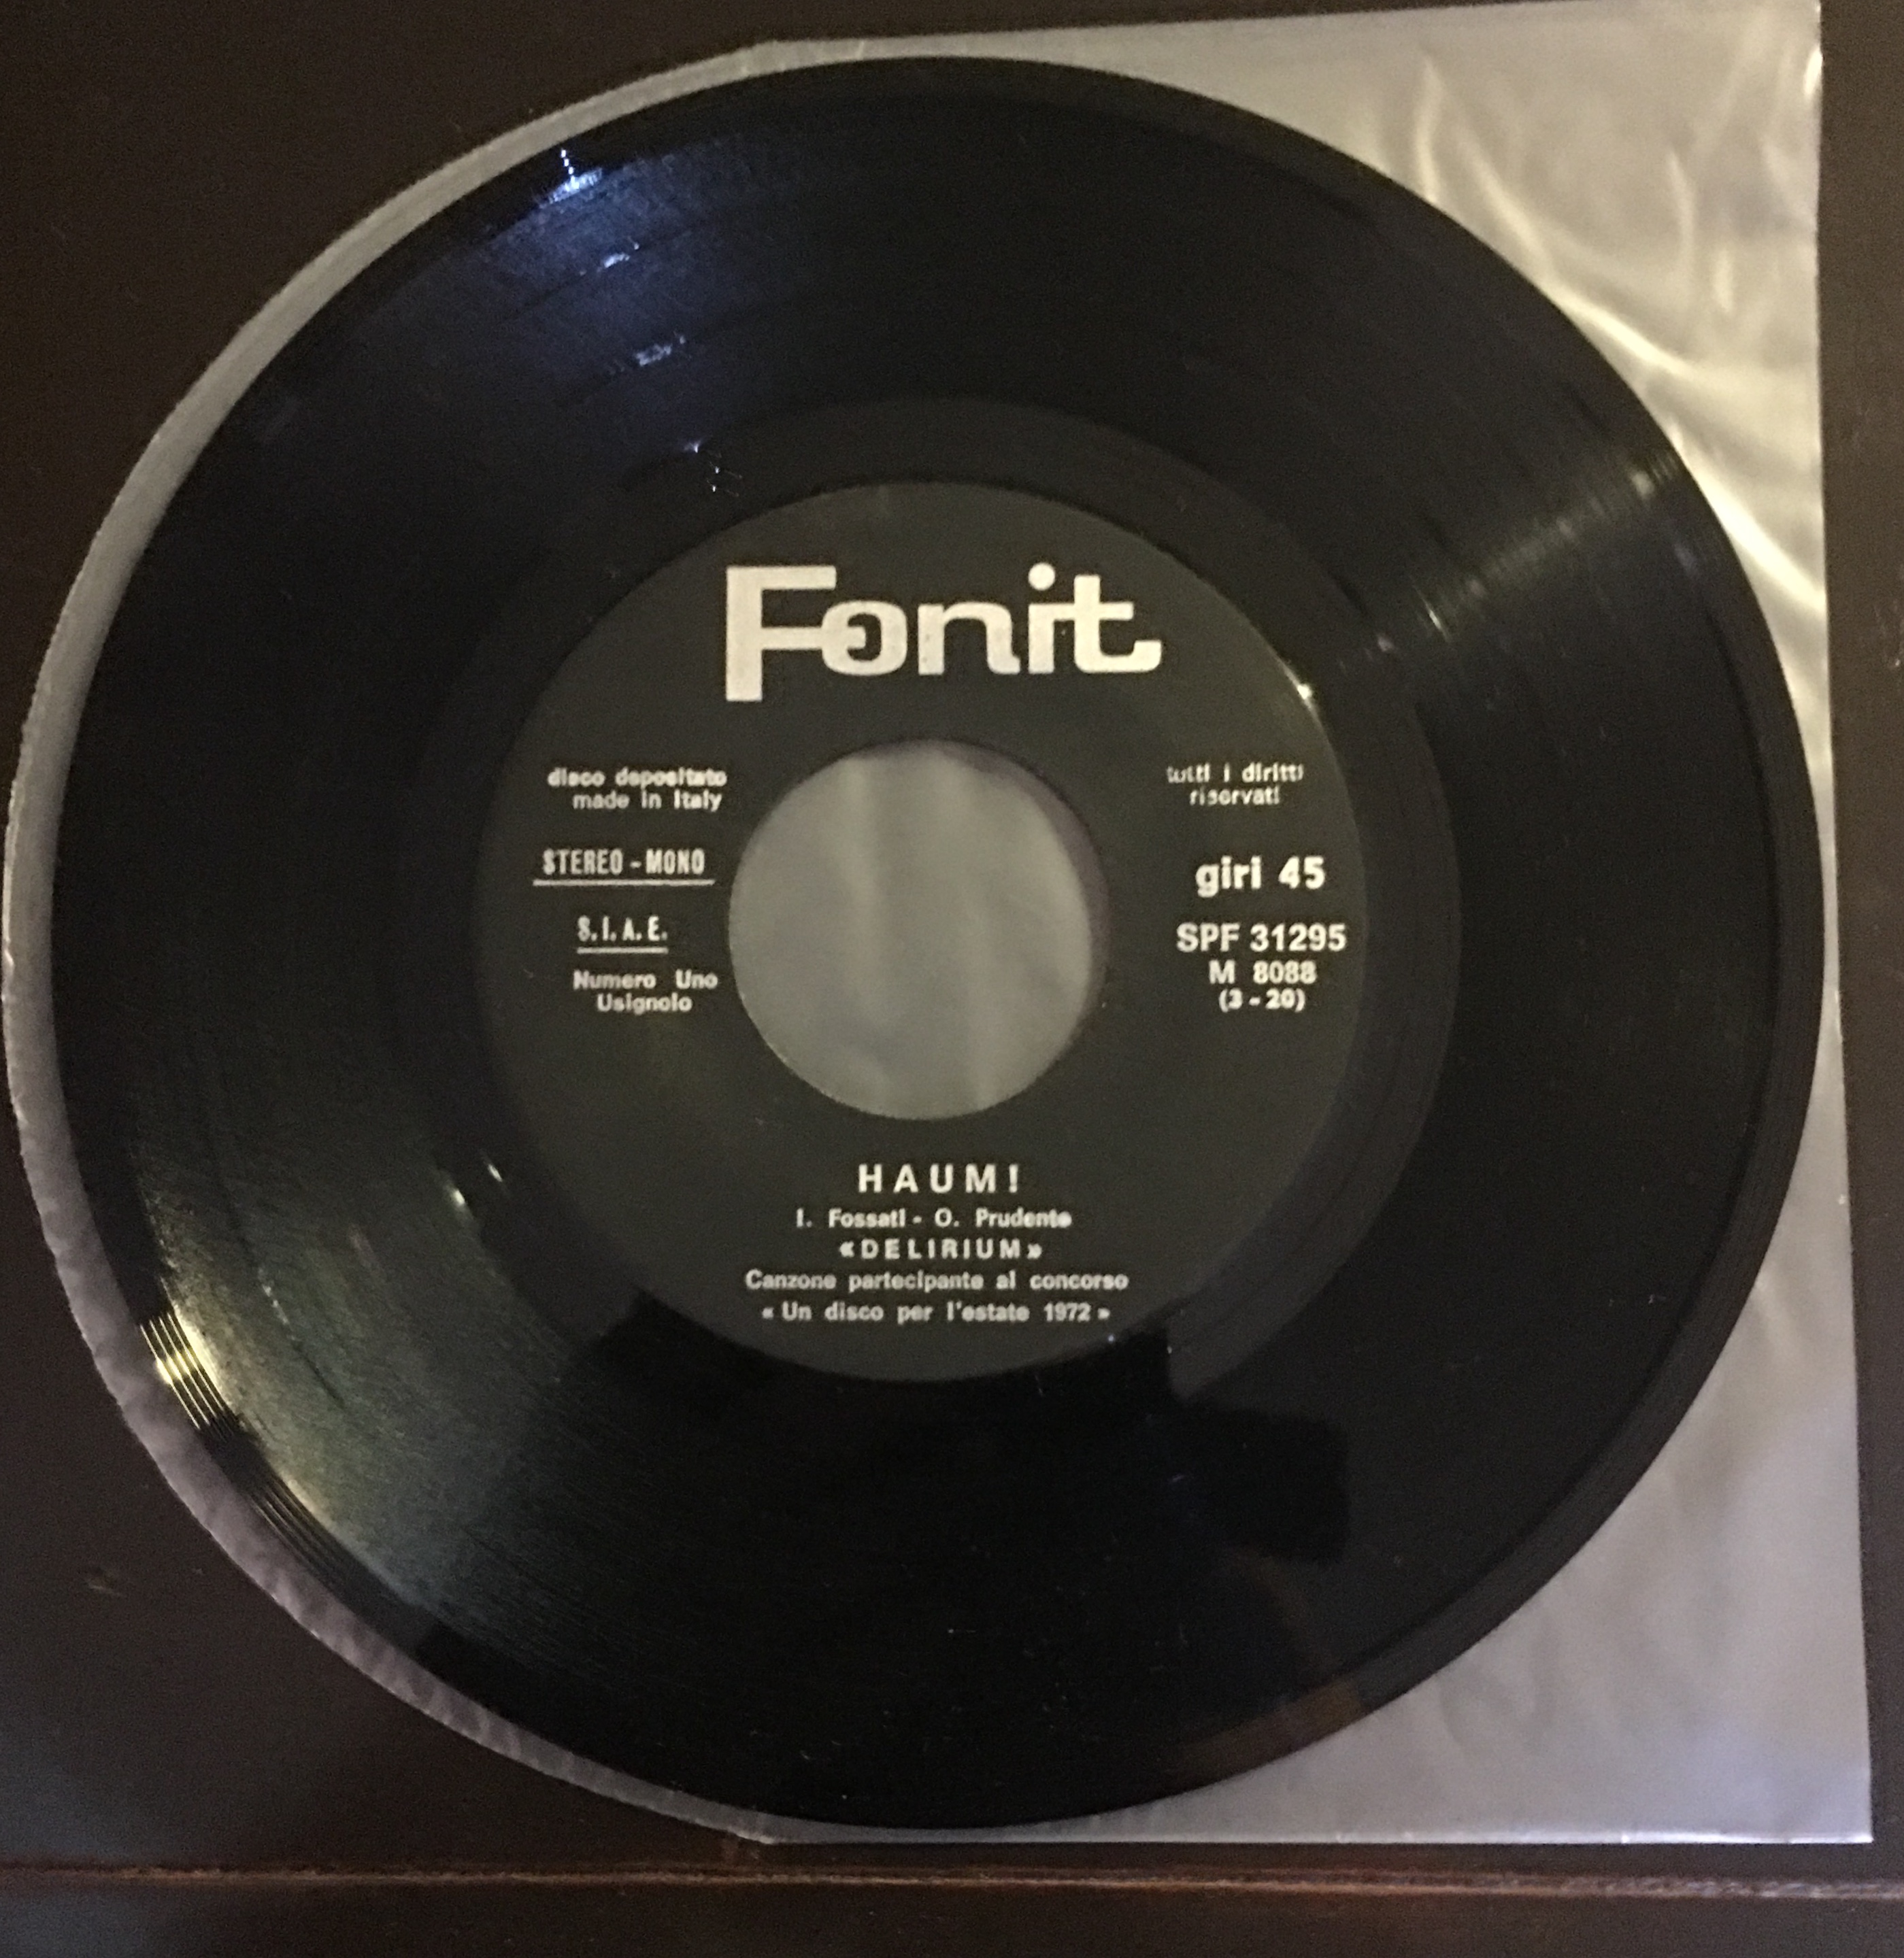 Fonit
disco depositato
made in Italy
STEREO - MONO
S.I.A.E.
Numero Uno
Usignolo
tutti i diritti
riservati
giri 45
SPF 31295
M 8088
(3 - 20)
HAUM!
I. Fossati - O. Prudente
«DELIRIUM»
Canzone partecipante al concorso
« Un disco per l'estate 1972 »